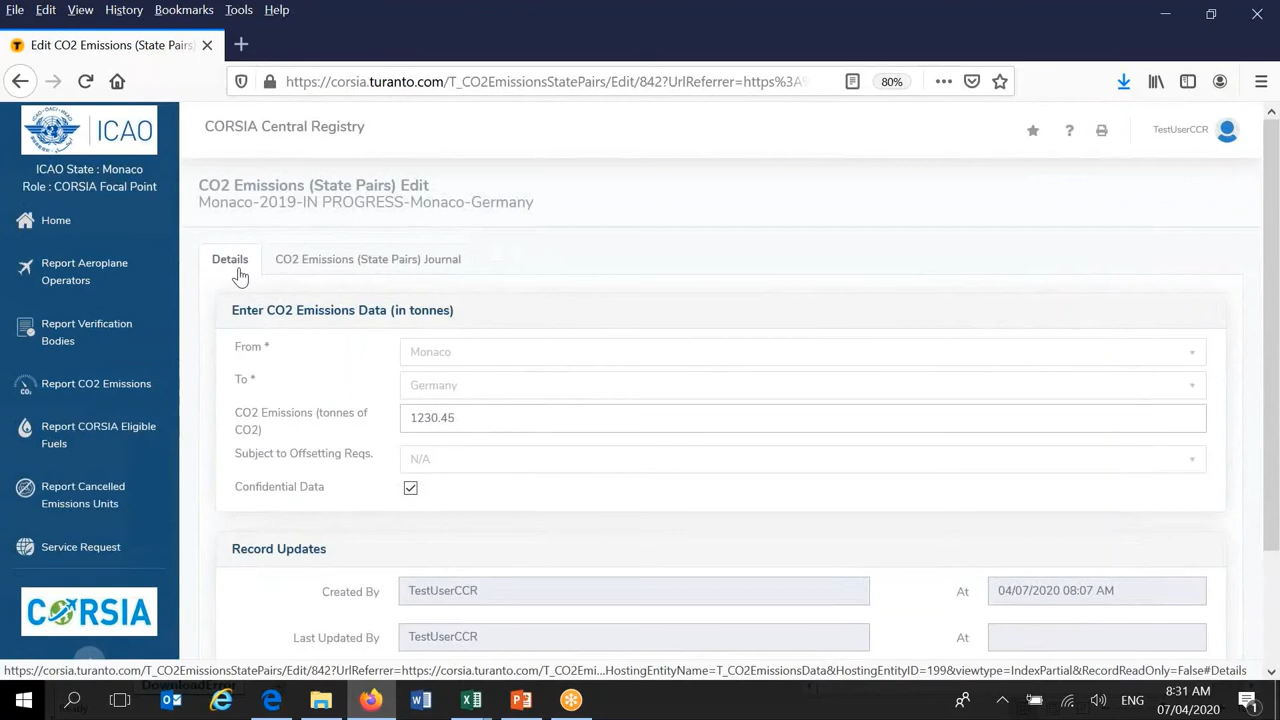 File Edit View History Bookmarks Tools Help
Edit CO2 Emissions (State Pairs)
https://corsia.turanto.com/T_CO2EmissionsStatePairs/Edit/842?UrlReferrer=https%3A%
80%
ICAO
CORSIA Central Registry
TestUserCCR
ICAO State : Monaco
Role : CORSIA Focal Point
Home
Report Aeroplane
Operators
Report Verification
Bodies
CO2
Report CO2 Emissions
Report CORSIA Eligible
Fuels
Report Cancelled
Emissions Units
Service Request
CORSIA
CO2 Emissions (State Pairs) Edit
Monaco-2019-IN PROGRESS-Monaco-Germany
Details
CO2 Emissions (State Pairs) Journal
Enter CO2 Emissions Data (in tonnes)
From *
Monaco
To *
Germany
CO2 Emissions (tonnes of
CO2)
1230.45
Subject to Offsetting Reqs.
N/A
Confidential Data
Record Updates
Created By
TestUserCCR
At
04/07/2020 08:07 AM
Last Updated By
TestUserCCR
At
https://corsia.turanto.com/T_CO2EmissionsStatePairs/Edit/842?UrlReferrer=https://corsia.turanto.com/T_CO2Emi...HostingEntityName=T_CO2EmissionsData&HostingEntityID=199&viewtype=IndexPartial&RecordReadOnly=False#Details
DownloadError
Ready
ENG
8:31 AM
07/04/2020
1